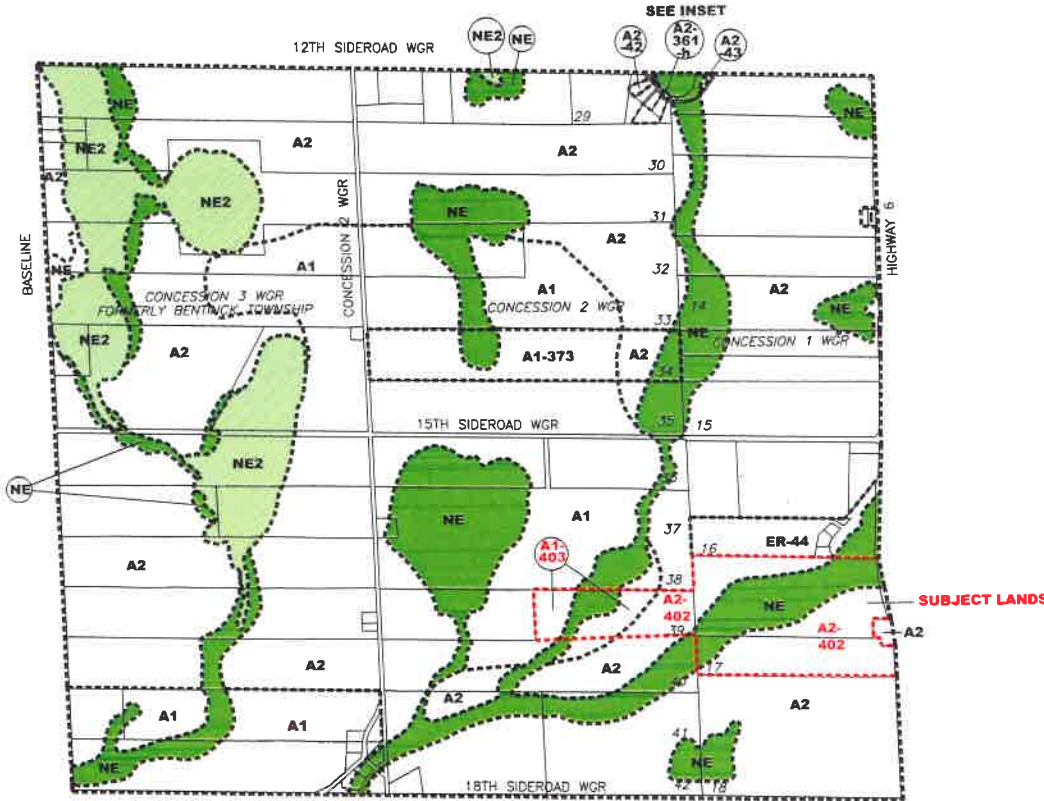 SEE INSET
12TH SIDEROAD WGR
NE2
NE
A2
-42
A2-
361
-h
A2
-43
NE
NE
29
NE2
A2
A2
30
A2
NE2
CONCESSION 2 WGR
NE
31
HIGHWAY 6
BASELINE
A2
NE
A1
32
A2
CONCESSION 3 WGR
FORMERLY BENTINCK TOWNSHIP
A1
CONCESSION 2 WGR
14
NE
33
NE
CONCESSION 1 WGR
NE2
A2
A1-373
A2
34
15TH SIDEROAD WGR
35
15
NE2
NE
NE
A1
37
ER-44
A1-
403
16
A2
38
NE
A2-
402
SUBJECT LANDS
39
A2-
402
A2
A2
A2
17
40
A2
A2
A1
A1
41
NE
NE
18TH SIDEROAD WGR
42
18